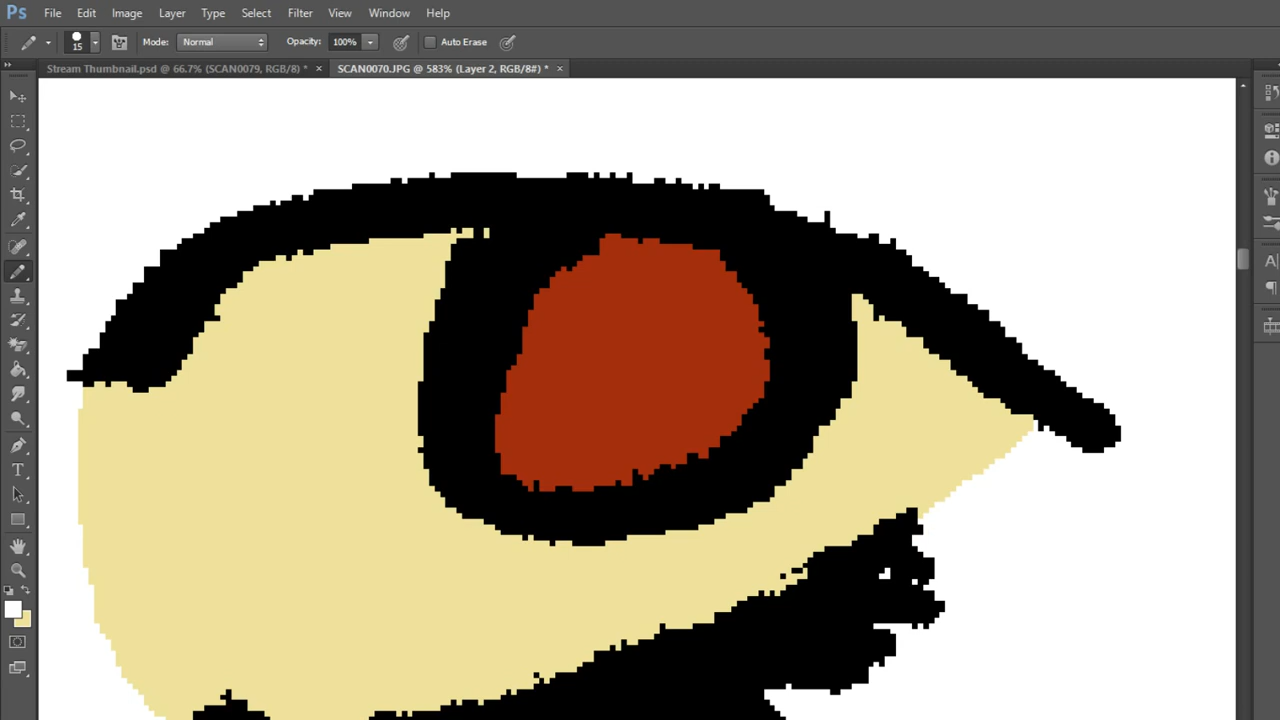 Ps File Edit Image Layer Type Select Filter View Window Help
15 Mode: Normal Opacity: 100% Auto Erase
Stream Thumbnail.psd @ 66.7% (SCAN0079, RGB/8) * × SCAN0070.JPG @ 583% (Layer 2, RGB/8#) * ×